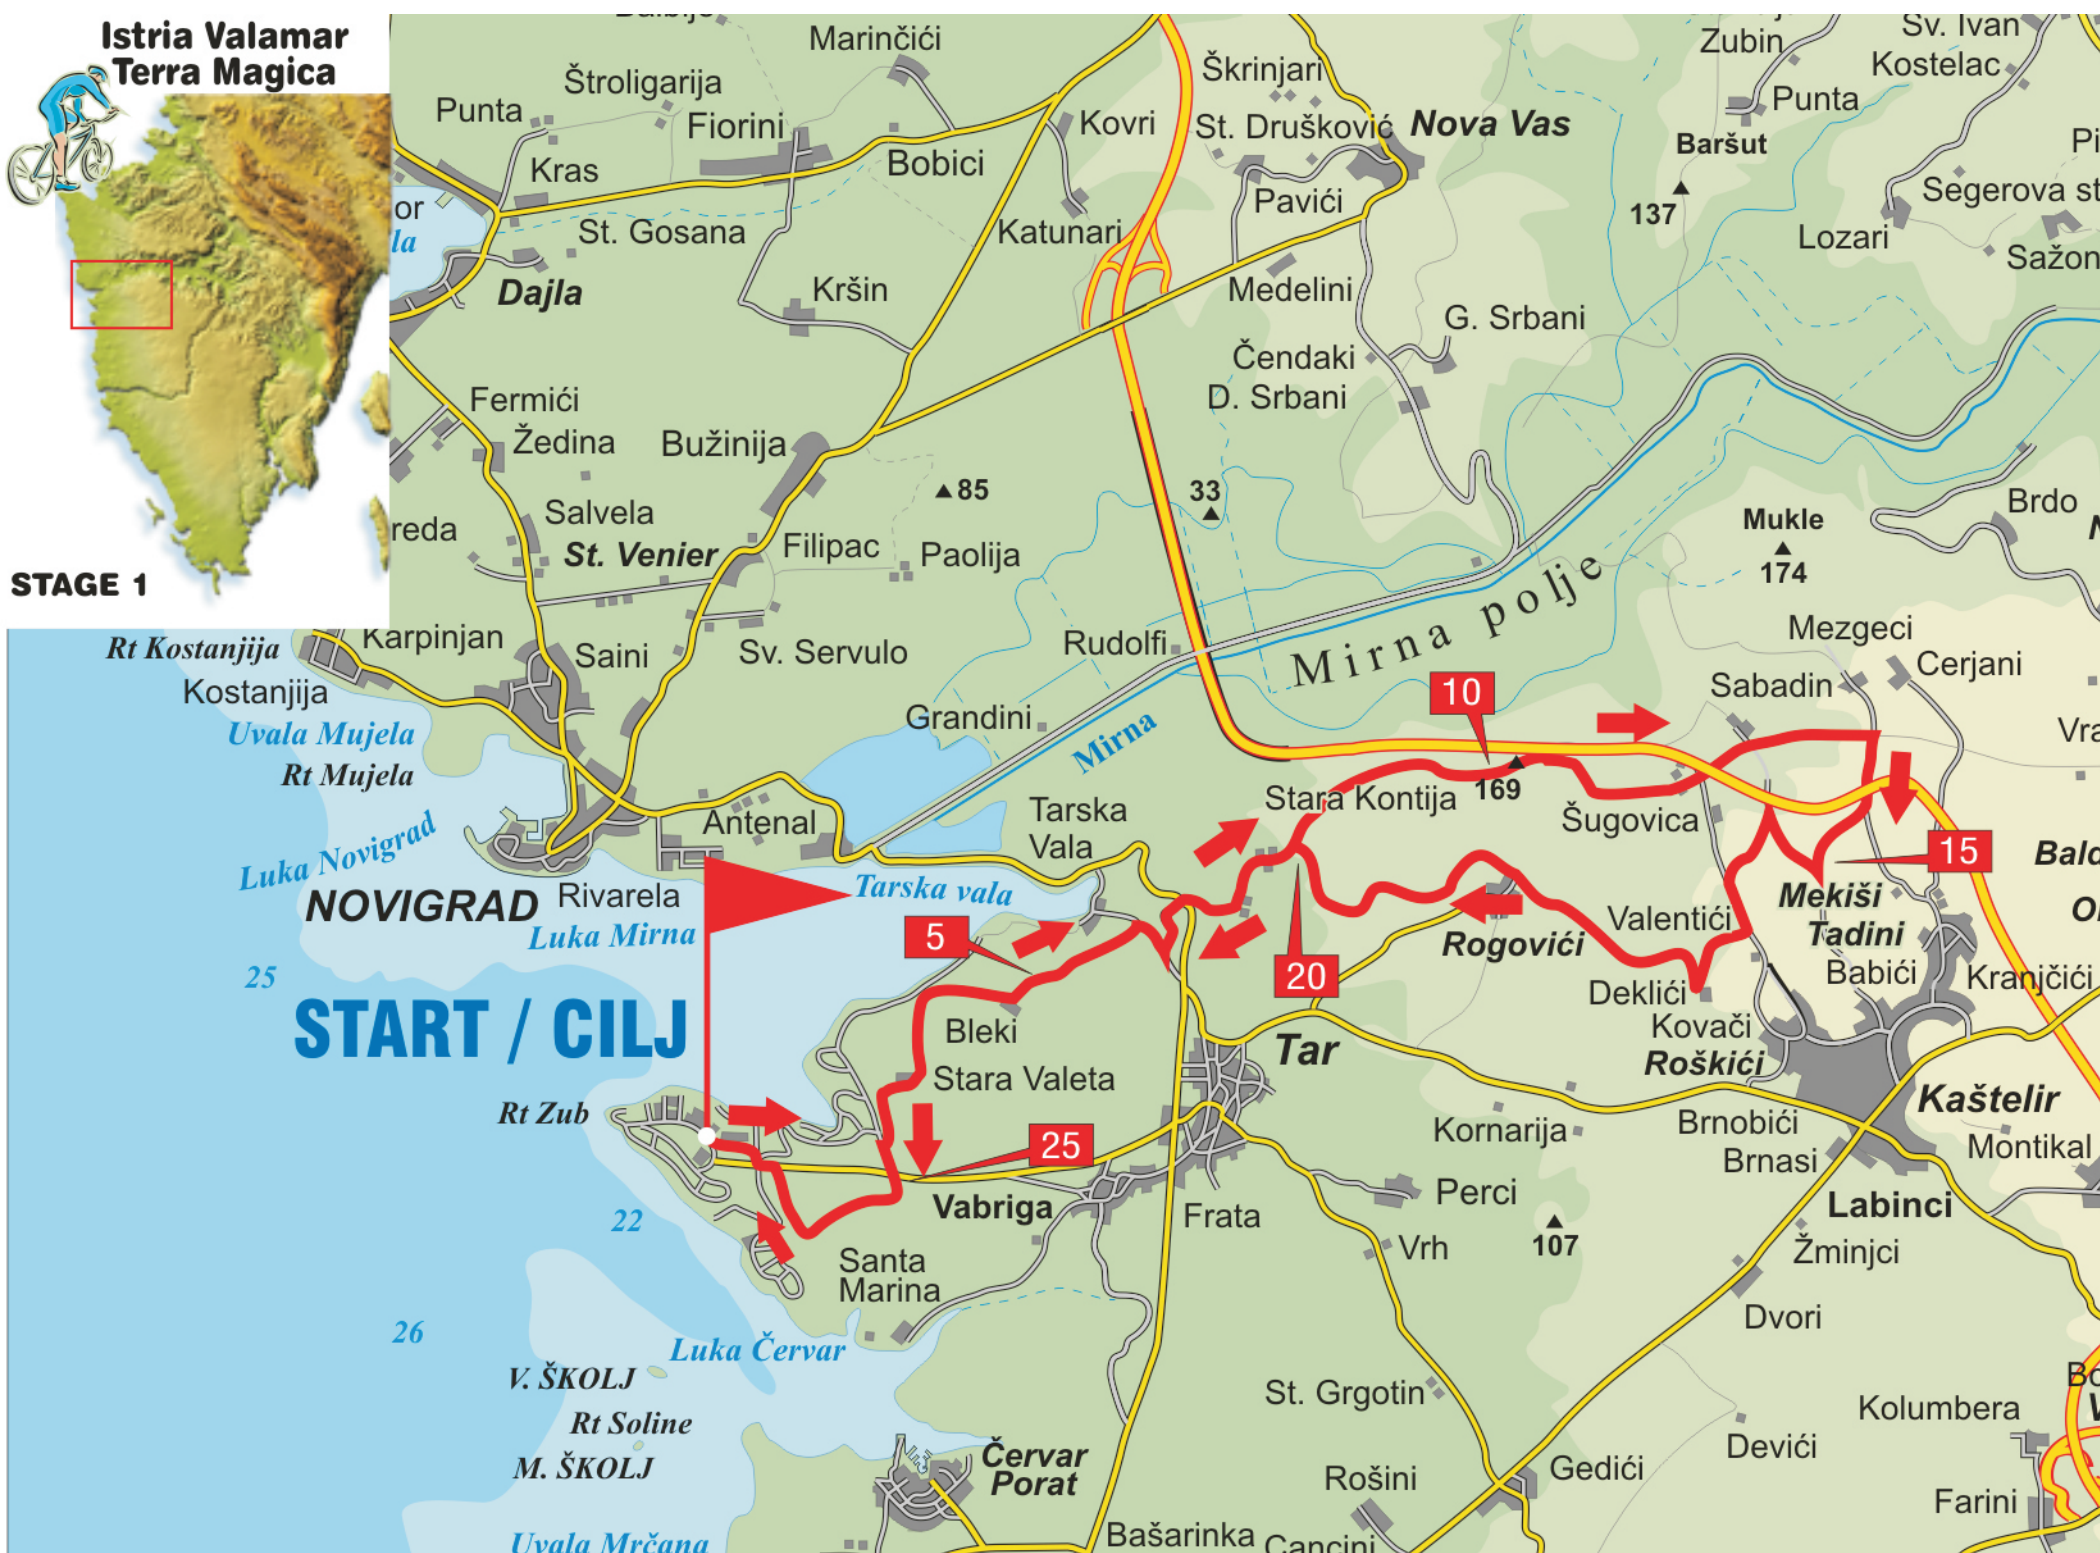 Istria Valamar
Terra Magica
STAGE 1
Marinčići
Štroligarija
Punta
Fiorini
Kras
Bobici
Kovri
Škrinjari
St. Drušković
Nova Vas
Pavići
Zubin
Sv. Ivan
Kostelac
Punta
Baršut
137
Segerova
Lozari
St. Gosana
Katunari
Dajla
Kršin
Medelini
G. Srbani
Čendaki
D. Srbani
Fermići
Žedina
Bužinija
85
33
Salvela
St. Venier
Filipac
Paolija
Brdo
Mukle
174
Mirna polje
Mezgeci
Cerjani
Sabadin
Rt Kostanjija
Karpinjan
Kostanjija
Saini
Sv. Servulo
Rudolfi
Uvala Mujela
Rt Mujela
Grandini
Mirna
10
169
Stara Kontija
Šugovica
Tarska
Vala
Antenal
Luka Novigrad
NOVIGRAD
Rivarela
Luka Mirna
Tarska vala
15
Mekiši
Tadini
Valentići
Rogovići
Babići
Kranjčići
5
20
25
START / CILJ
Bleki
Deklići
Kovači
Roškići
Tar
Stara Valeta
Kaštelir
Rt Zub
25
Kornarija
Brnobići
Brnasi
Montikal
Vabriga
Perci
Labinci
22
Frata
Vrh
107
Žminjci
Santa
Marina
Dvori
26
Luka Červar
V. ŠKOLJ
St. Grgotin
Kolumbera
Rt Soline
M. ŠKOLJ
Devići
Červar
Porat
Rošini
Gedići
Farini
Uvala Mrčana
Bašarinka
Cancini